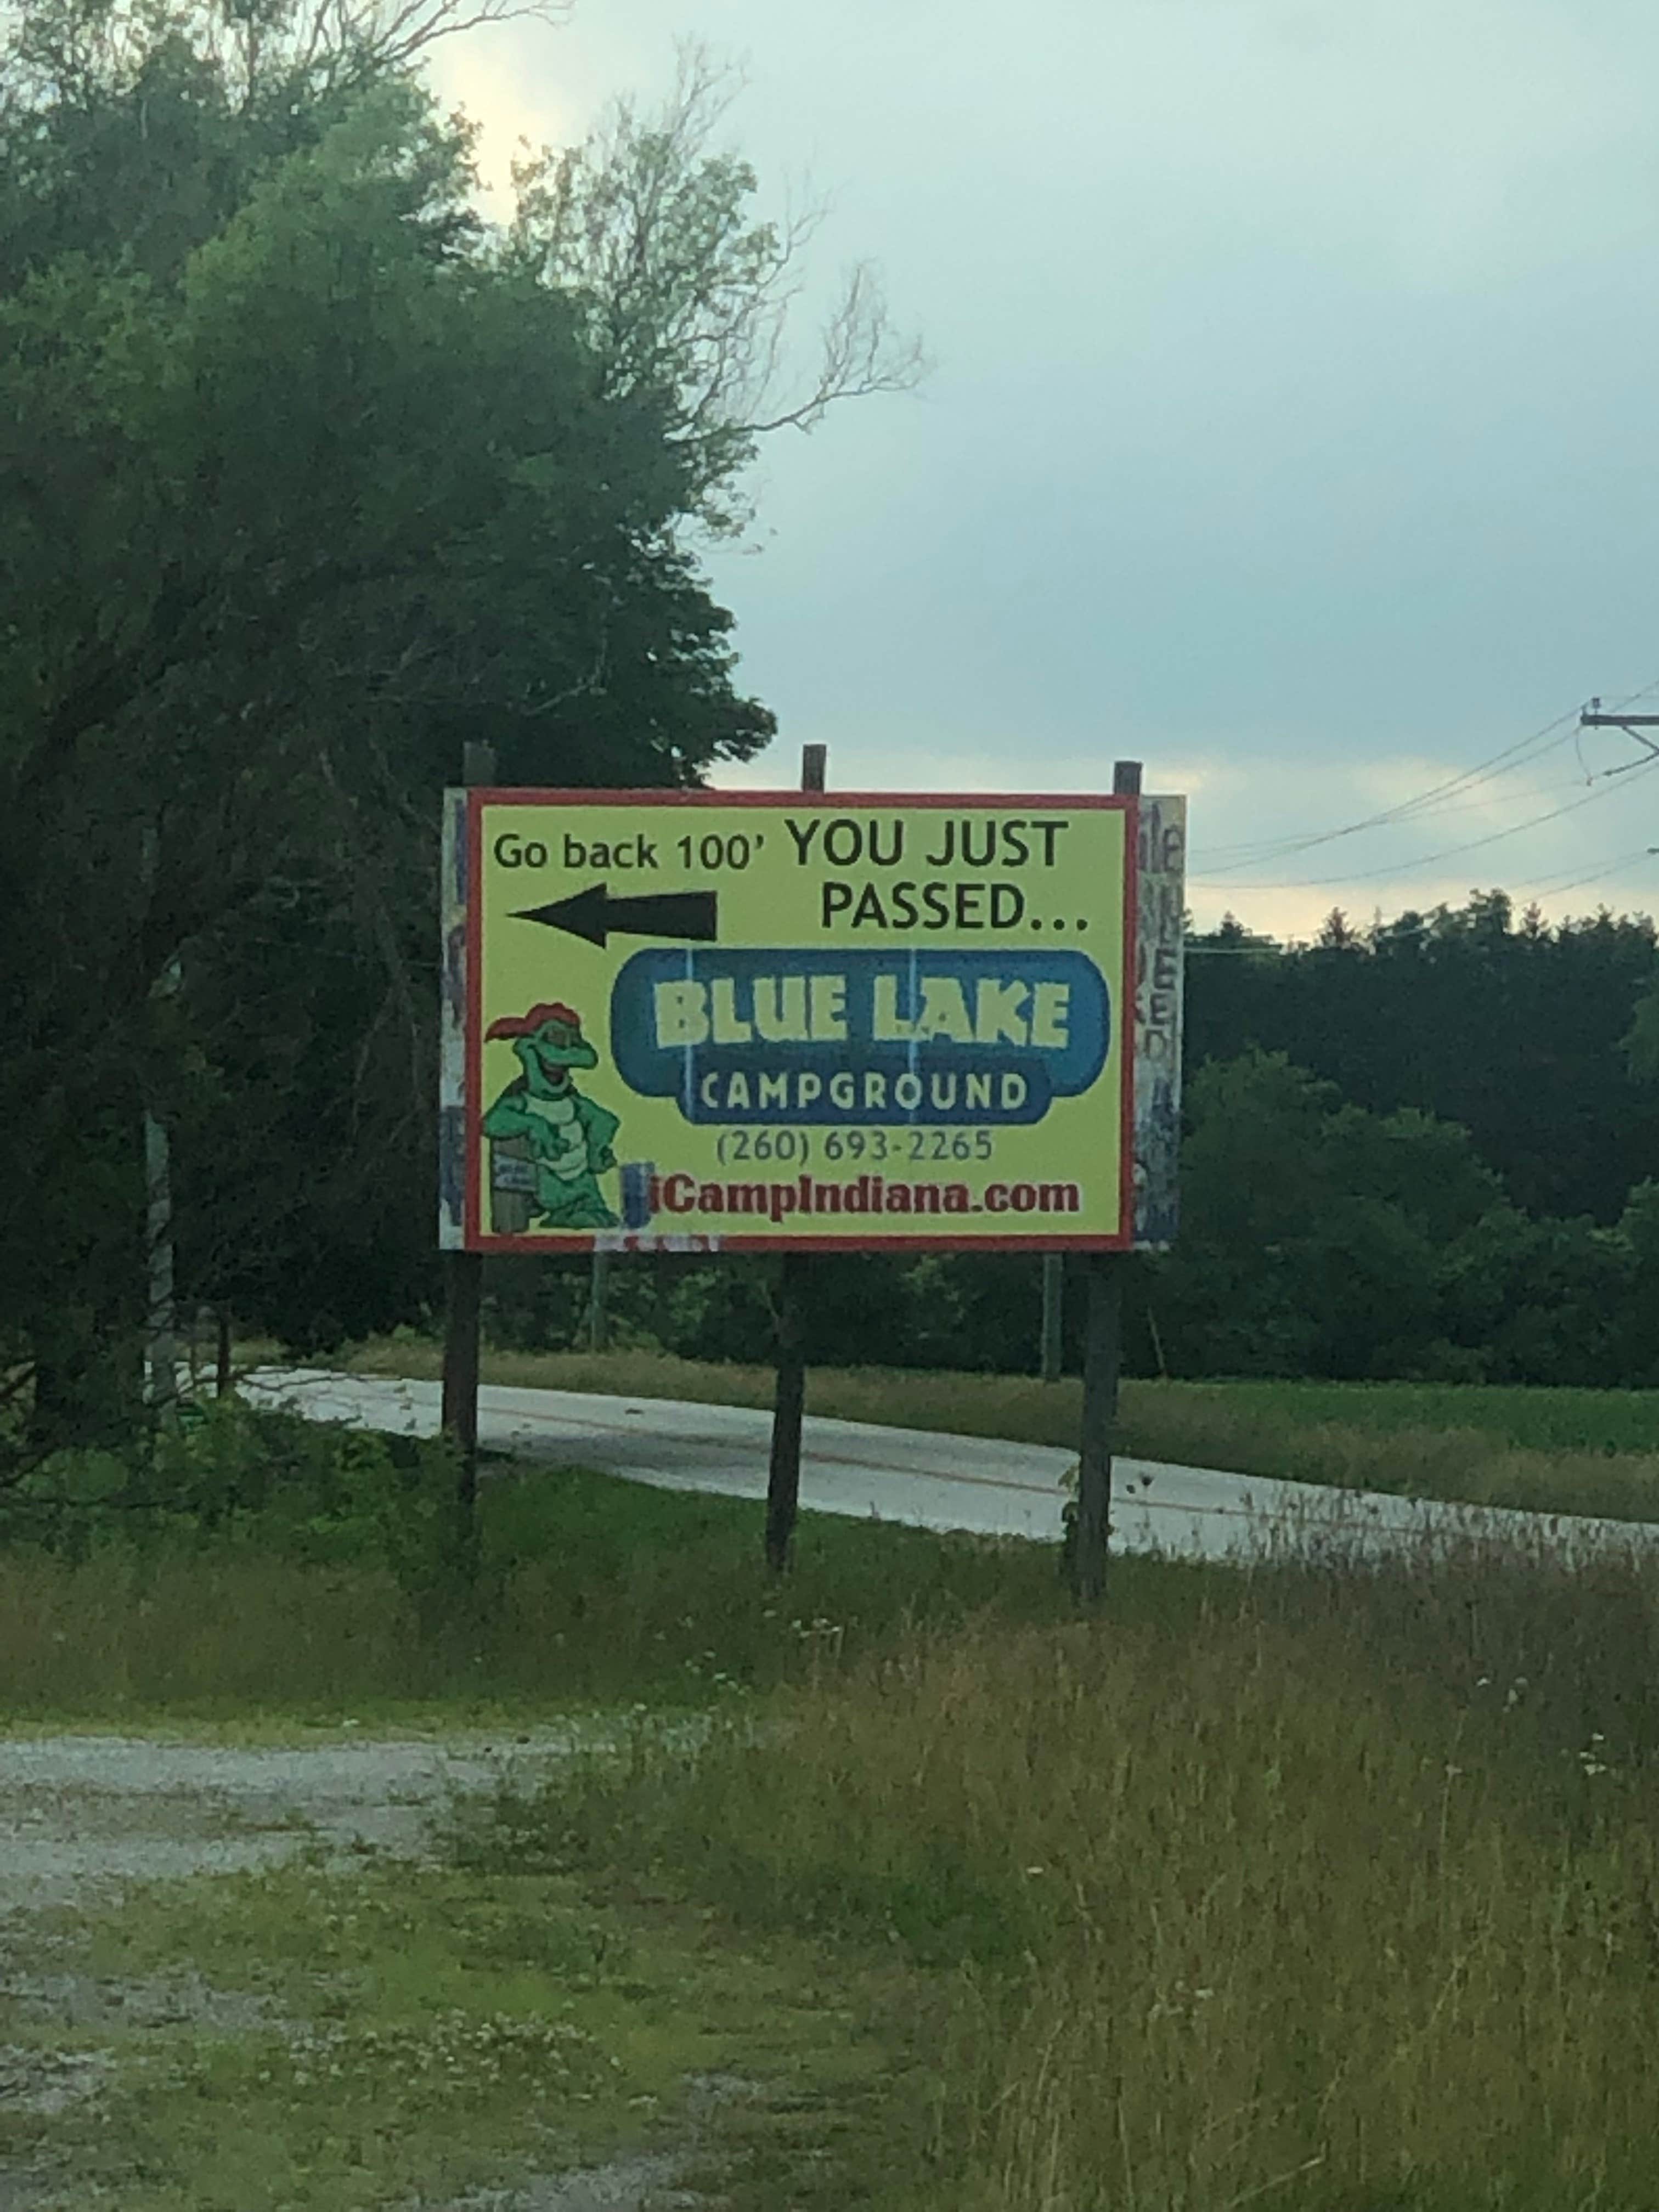 Go back 100'
YOU JUST
PASSED...
BLUE LAKE
CAMPGROUND
(260) 693-2265
iCampIndiana.com